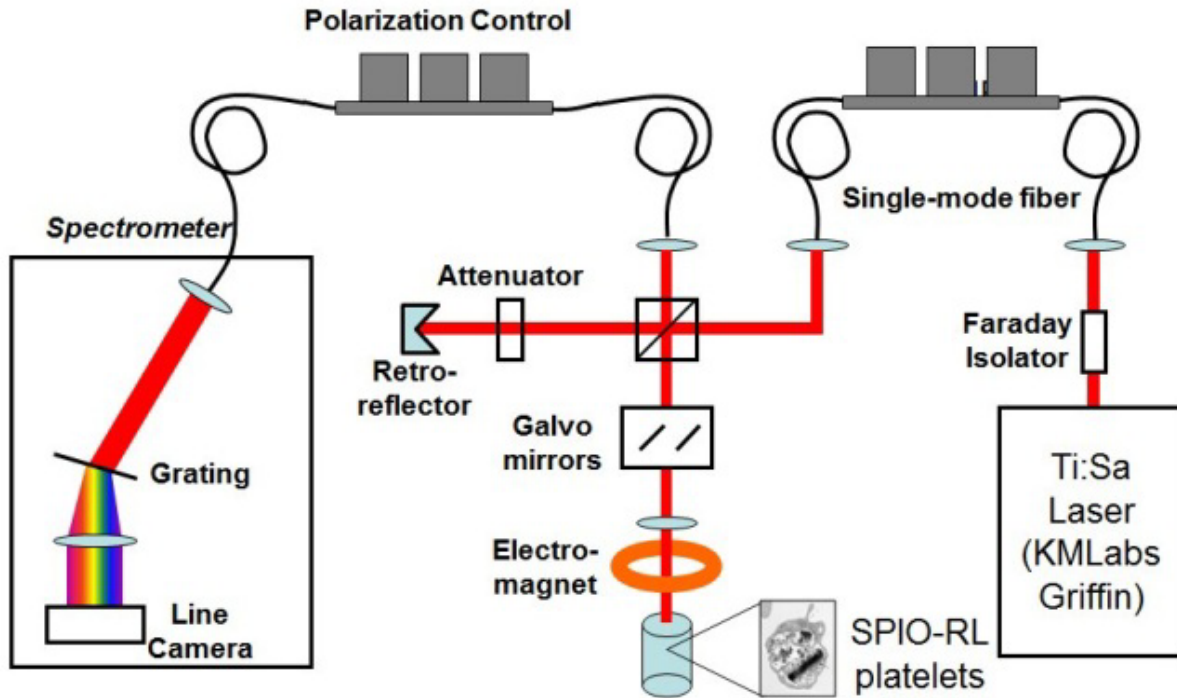 Polarization Control
Single-mode fiber
Spectrometer
Attenuator
Faraday
Isolator
Retro-
reflector
Galvo
mirrors
Grating
Ti:Sa
Laser
(KMLabs
Griffin)
Electro-
magnet
Line
Camera
SPIO-RL
platelets